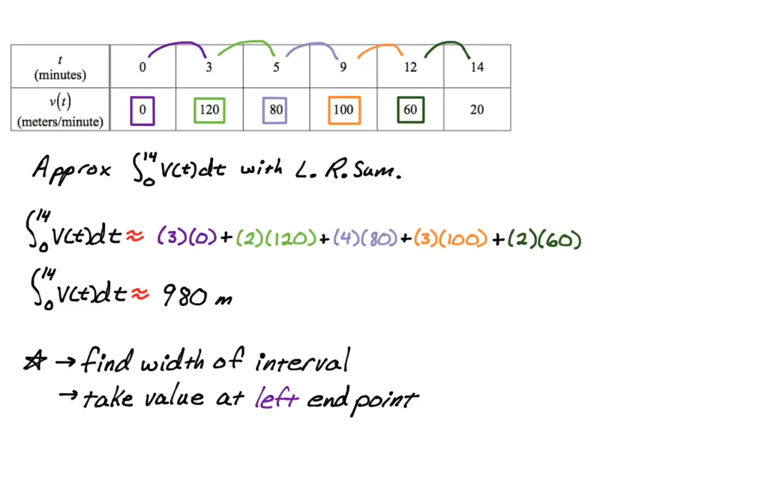 t (minutes) 0 3 5 9 12 14
v(t) (meters/minute) 0 120 80 100 60 20
Approx ∫₀¹⁴ V(t)dt with L. R. Sum.
∫₀¹⁴ V(t)dt ≈ (3)(0) + (2)(120) + (4)(80) + (3)(100) + (2)(60)
∫₀¹⁴ V(t)dt ≈ 980 m
☆ → find width of interval
→ take value at left end point